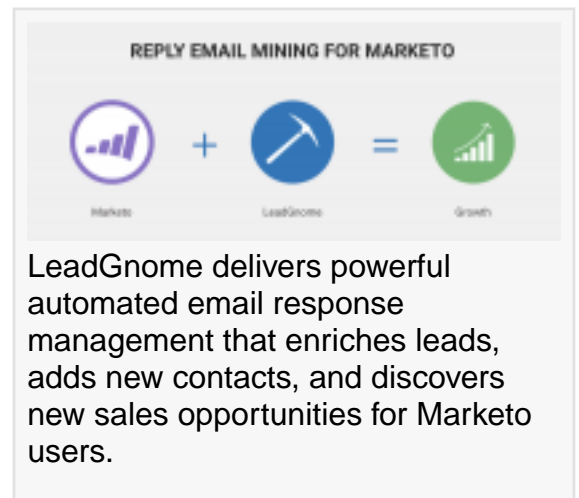 REPLY EMAIL MINING FOR MARKETO
+
=
Marketo
LeadGnome
Growth
LeadGnome delivers powerful
automated email response
management that enriches leads,
adds new contacts, and discovers
new sales opportunities for Marketo
users.